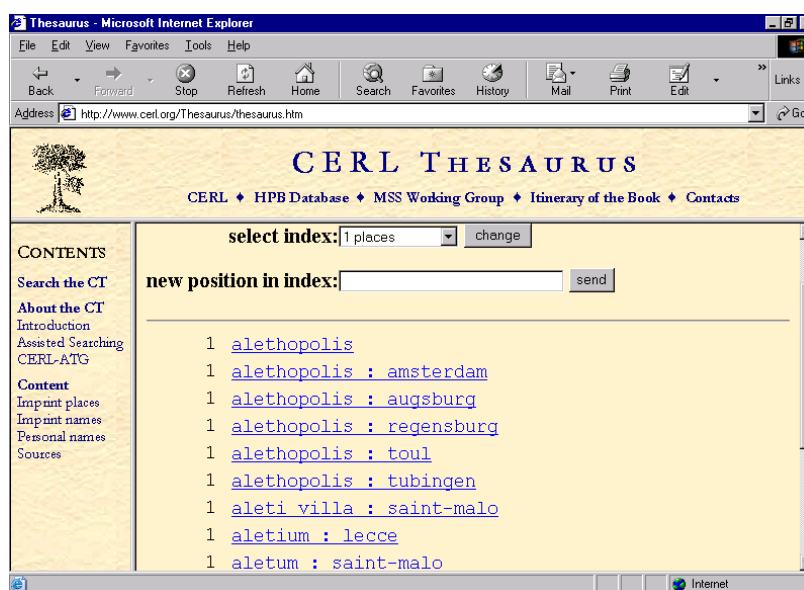 Thesaurus - Microsoft Internet Explorer
File Edit View Favorites Tools Help
Back Forward Stop Refresh Home Search Favorites History Mail Print Edit » Links
Address http://www.cerl.org/Thesaurus/thesaurus.htm Go
CERL THESAURUS
CERL ♦ HPB Database ♦ MSS Working Group ♦ Itinerary of the Book ♦ Contacts
CONTENTS
Search the CT
About the CT
Introduction
Assisted Searching
CERL-ATG
Content
Imprint places
Imprint names
Personal names
Sources
select index: 1 places change
new position in index: send
1 alethopolis
1 alethopolis : amsterdam
1 alethopolis : augsburg
1 alethopolis : regensburg
1 alethopolis : toul
1 alethopolis : tubingen
1 aleti villa : saint-malo
1 aletium : lecce
1 aletum : saint-malo
Internet